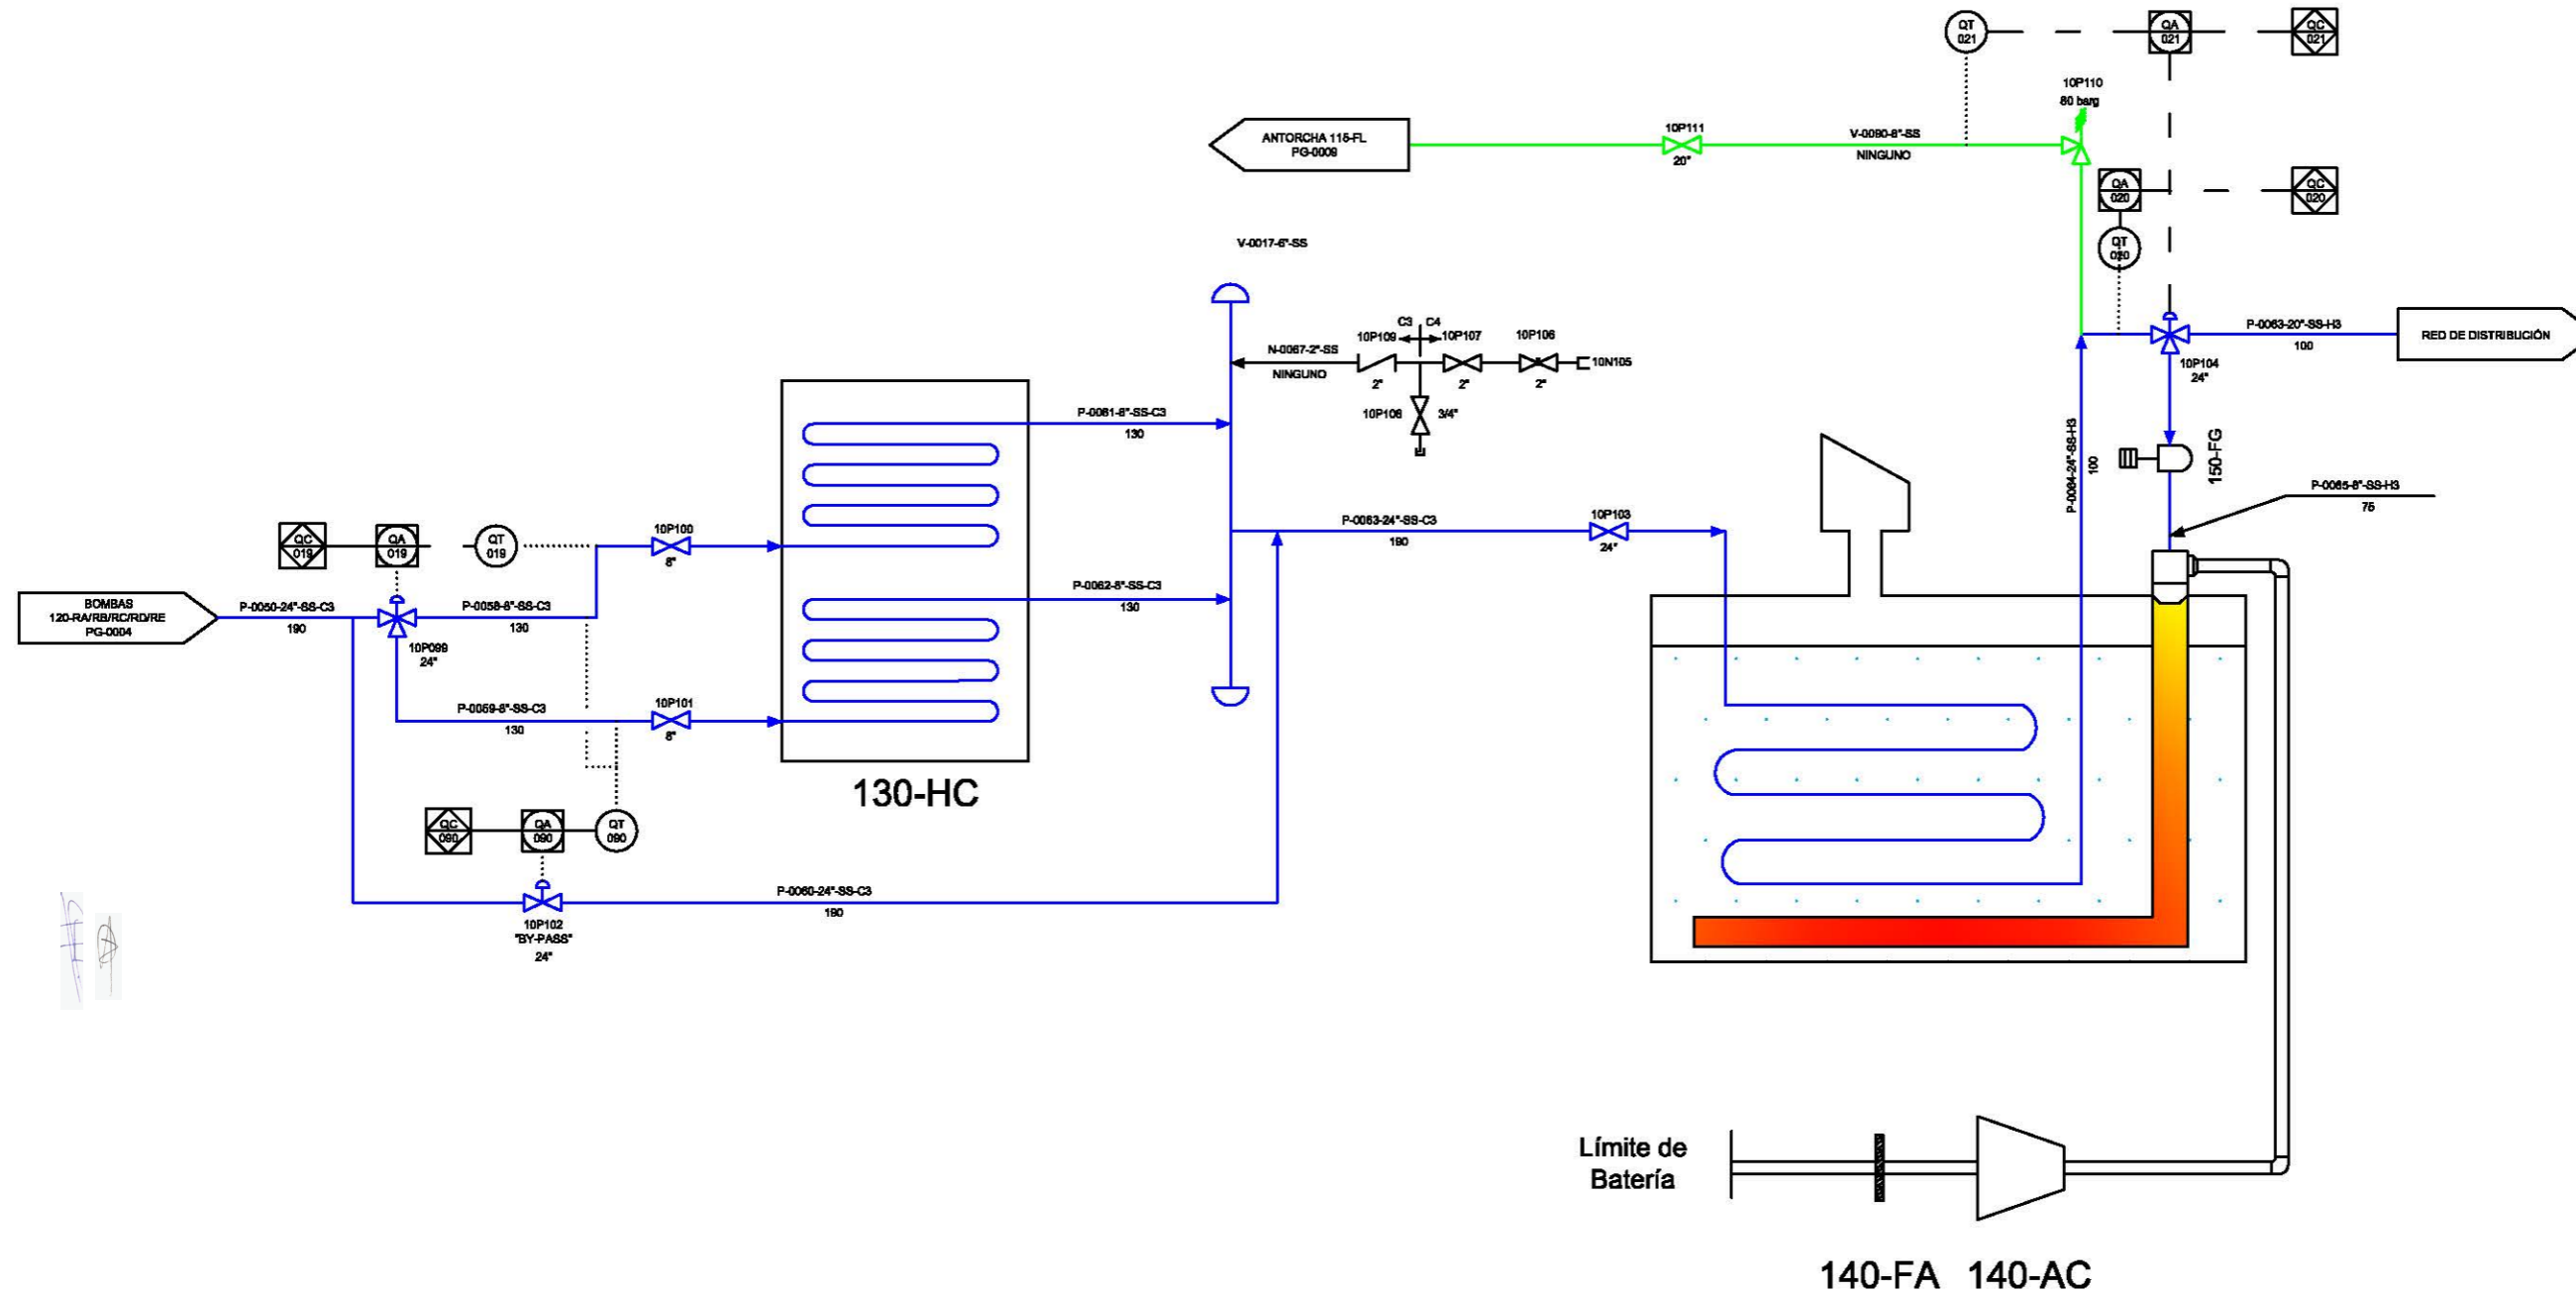 QT
021
QA
021
QC
021
10P110
80 barg
ANTORCHA 115-FL
PG-0009
10P111
20"
V-0090-8"-SS
NINGUNO
QA
020
QC
020
QT
020
V-0017-6"-SS
C3
C4
10P109
10P107
10P106
N-0067-2"-SS
NINGUNO
2"
2"
2"
10N105
10P108
3/4"
P-0063-20"-SS-H3
100
RED DE DISTRIBUCIÓN
10P104
24"
P-0061-8"-SS-C3
130
P-0064-24"-SS-H3
100
150-FG
P-0065-8"-SS-H3
75
QC
019
QA
019
QT
019
10P100
8"
P-0063-24"-SS-C3
190
10P103
24"
P-0062-8"-SS-C3
130
BOMBAS
120-RA/RB/RC/RD/RE
PG-0004
P-0050-24"-SS-C3
190
P-0058-8"-SS-C3
130
10P099
24"
P-0059-8"-SS-C3
130
10P101
8"
130-HC
QC
090
QA
090
QT
090
P-0060-24"-SS-C3
190
10P102
"BY-PASS"
24"
Límite de
Batería
140-FA 140-AC